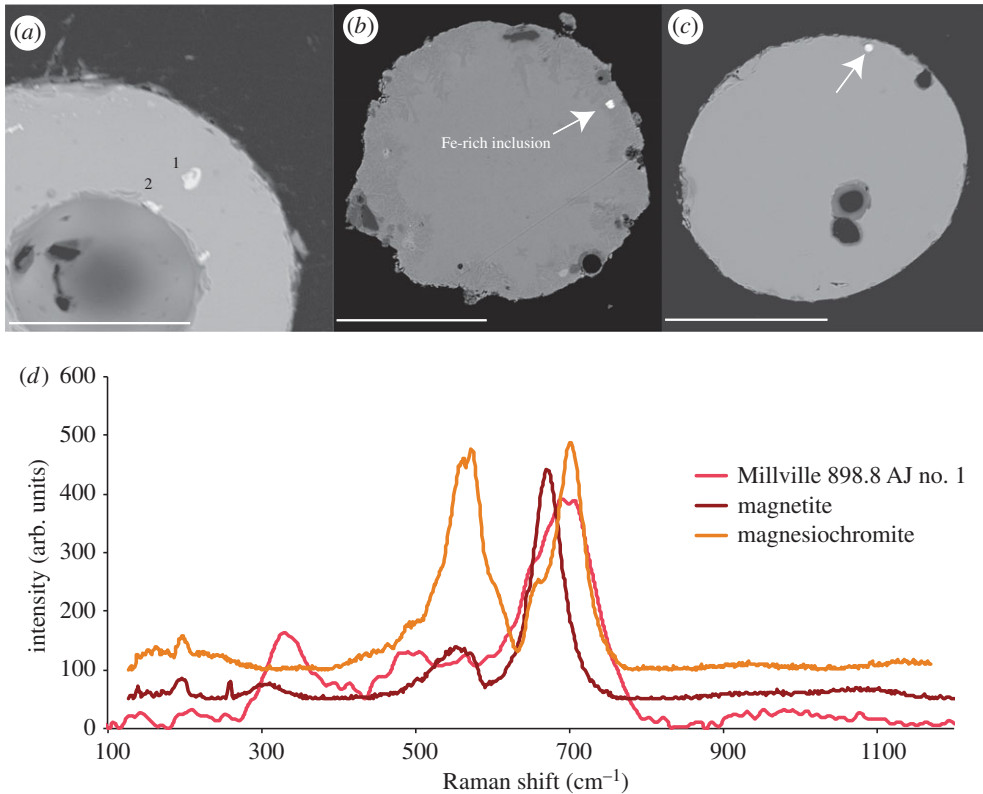 (a)
1
2
(b)
Fe-rich inclusion
(c)
(d)
600
500
400
300
200
100
0
intensity (arb. units)
Millville 898.8 AJ no. 1
magnetite
magnesiochromite
100 300 500 700 900 1100
Raman shift (cm⁻¹)